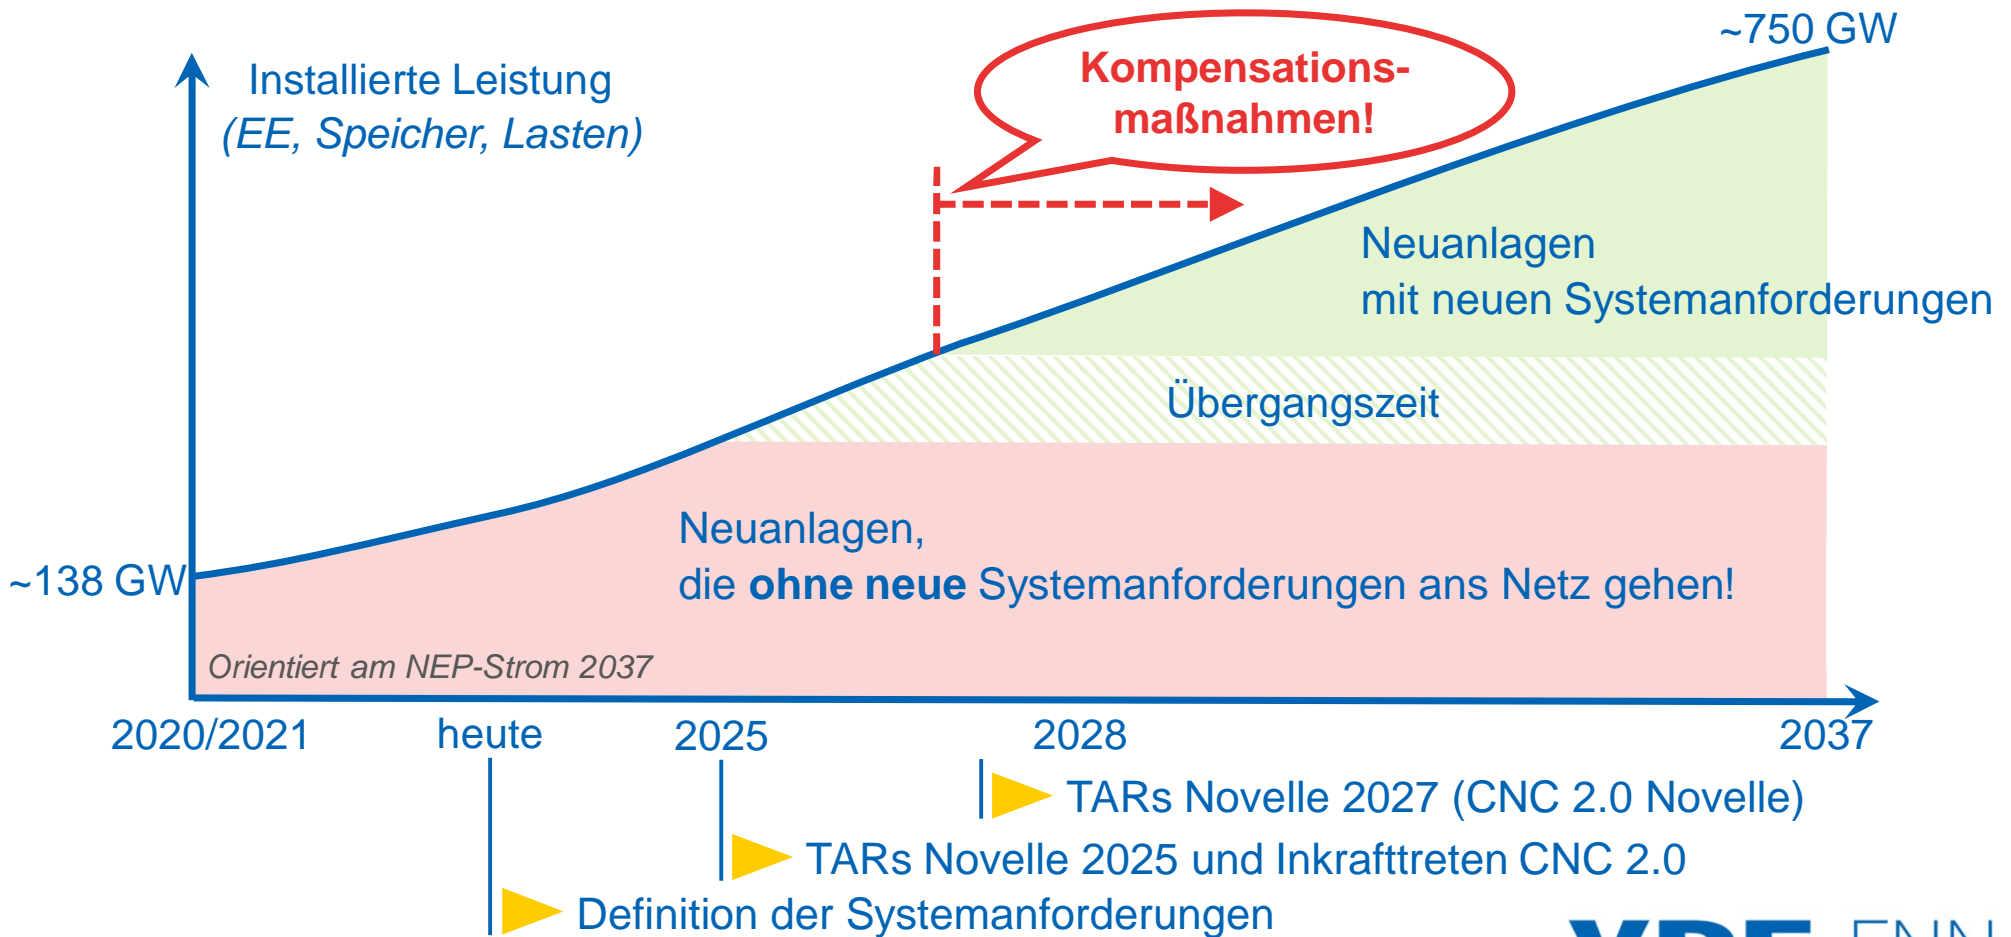 ~750 GW
Installierte Leistung
(EE, Speicher, Lasten)
Kompensations-
maßnahmen!
Neuanlagen
mit neuen Systemanforderungen
Übergangszeit
Neuanlagen,
die ohne neue Systemanforderungen ans Netz gehen!
~138 GW
Orientiert am NEP-Strom 2037
2020/2021 heute 2025 2028 2037
TARs Novelle 2027 (CNC 2.0 Novelle)
TARs Novelle 2025 und Inkrafttreten CNC 2.0
Definition der Systemanforderungen
VDE FNN